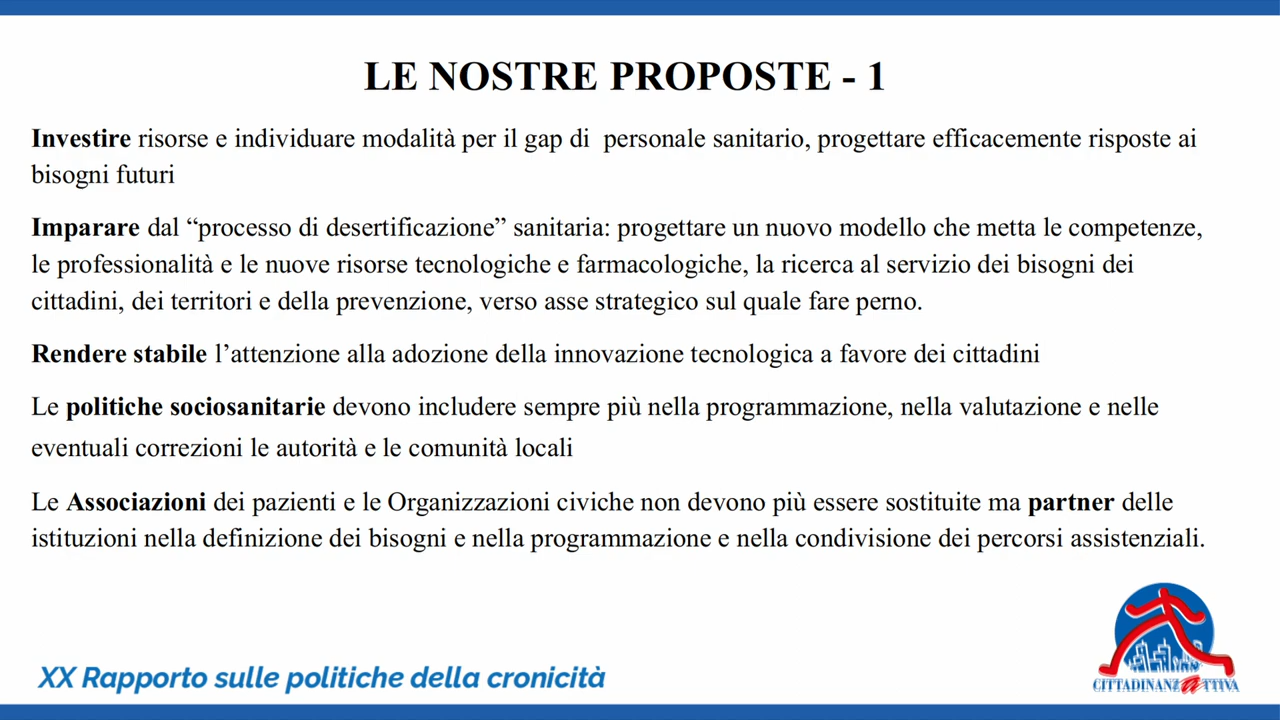 LE NOSTRE PROPOSTE - 1
Investire risorse e individuare modalità per il gap di  personale sanitario, progettare efficacemente risposte ai
bisogni futuri
Imparare dal “processo di desertificazione” sanitaria: progettare un nuovo modello che metta le competenze,
le professionalità e le nuove risorse tecnologiche e farmacologiche, la ricerca al servizio dei bisogni dei
cittadini, dei territori e della prevenzione, verso asse strategico sul quale fare perno.
Rendere stabile l’attenzione alla adozione della innovazione tecnologica a favore dei cittadini
Le politiche sociosanitarie devono includere sempre più nella programmazione, nella valutazione e nelle
eventuali correzioni le autorità e le comunità locali
Le Associazioni dei pazienti e le Organizzazioni civiche non devono più essere sostituite ma partner delle
istituzioni nella definizione dei bisogni e nella programmazione e nella condivisione dei percorsi assistenziali.
XX Rapporto sulle politiche della cronicità
CITTADINANZaTTIVA